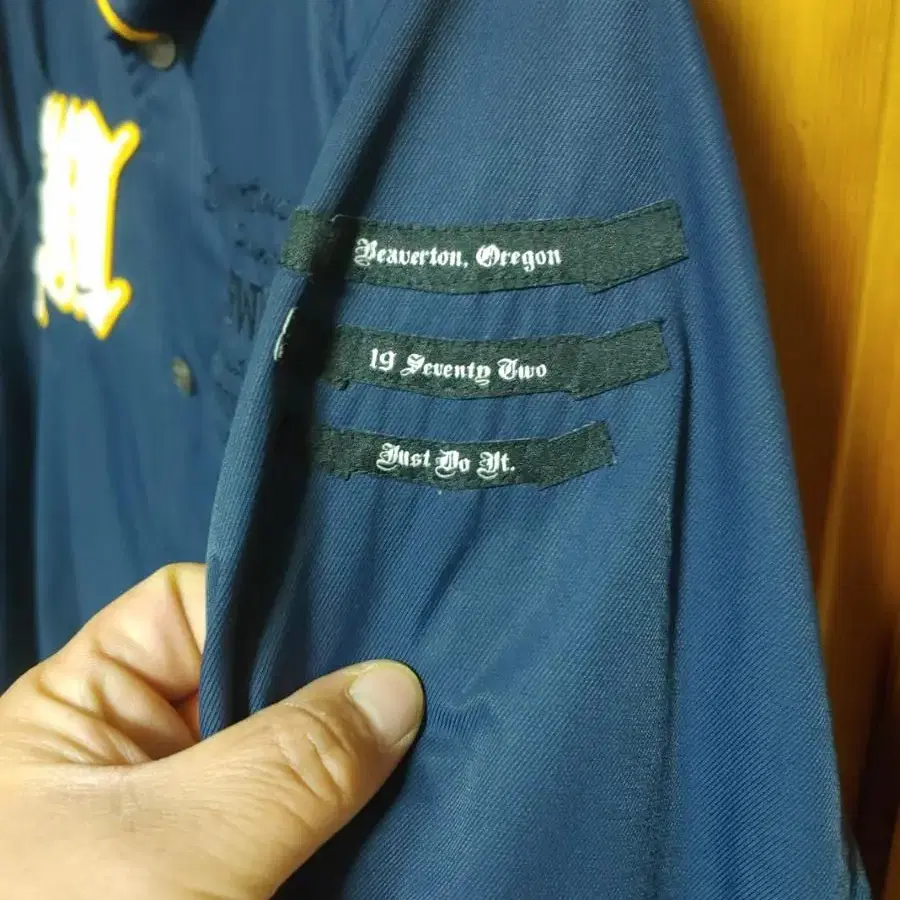 Beaverton, Oregon
19 Seventy Two
Just Do It.